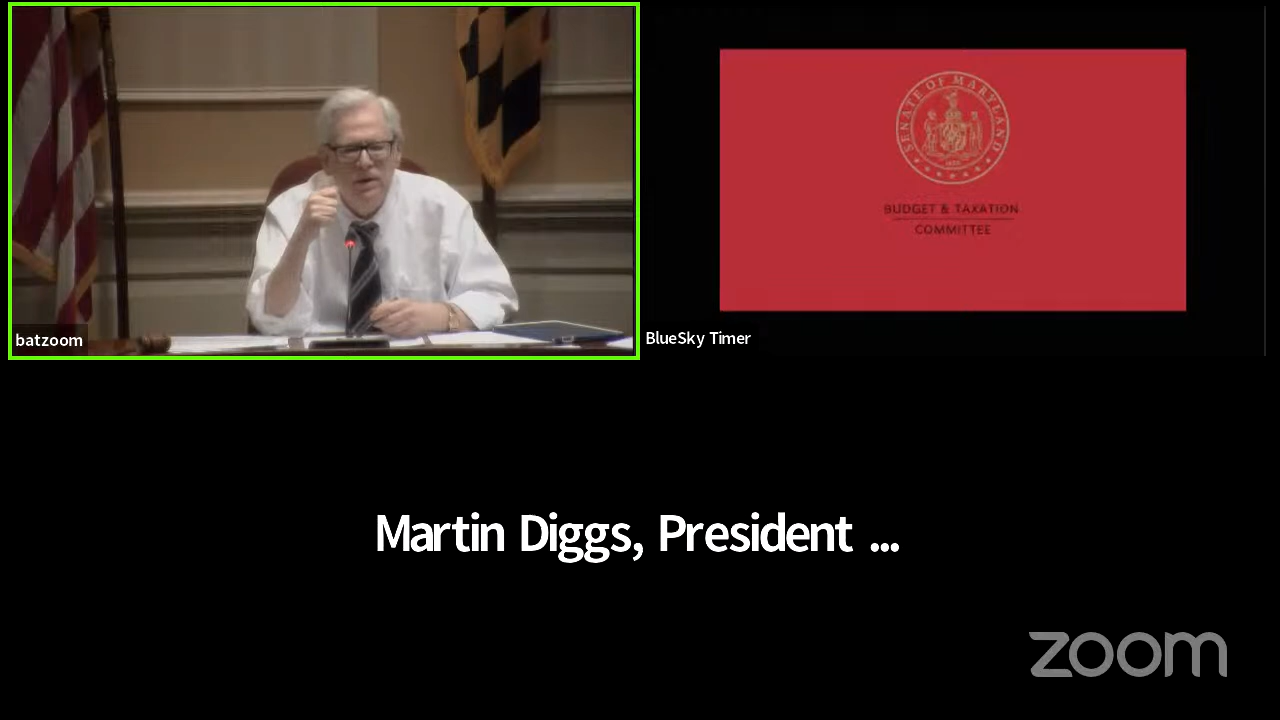 batzoom
SENATE OF MARYLAND
BUDGET & TAXATION
COMMITTEE
BlueSky Timer
Martin Diggs, President ...
zoom